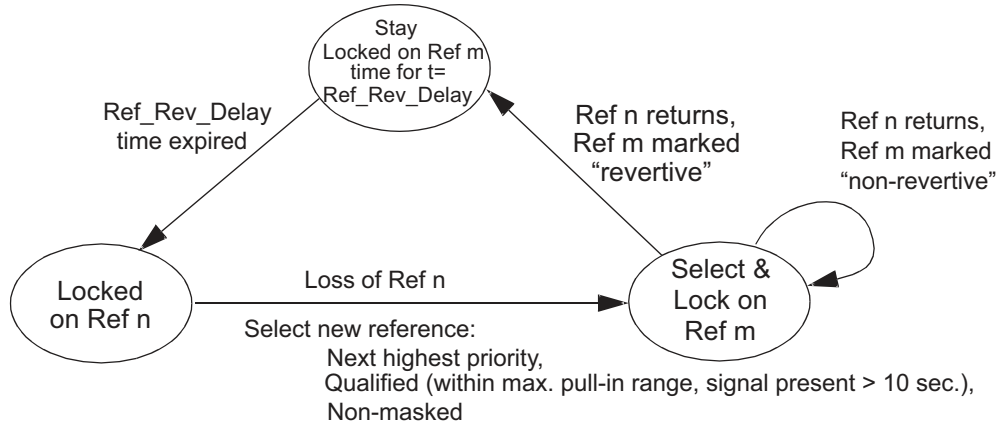 Stay
Locked on Ref m
time for t=
Ref_Rev_Delay
Ref_Rev_Delay
time expired
Ref n returns,
Ref m marked
“revertive”
Ref n returns,
Ref m marked
“non-revertive”
Locked
on Ref n
Loss of Ref n
Select &
Lock on
Ref m
Select new reference:
Next highest priority,
Qualified (within max. pull-in range, signal present > 10 sec.),
Non-masked